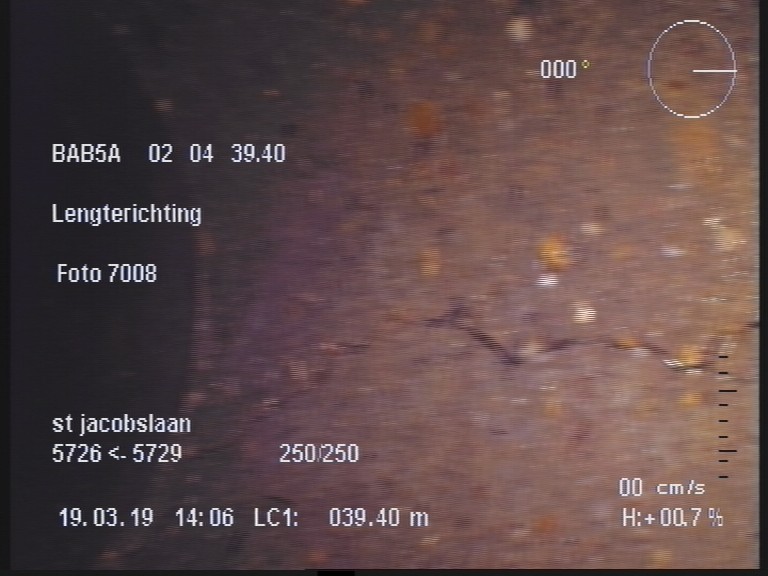 000°
BAB5A 02 04 39.40
Lengterichting
Foto 7008
st jacobslaan
5726 <- 5729 250/250
00 cm/s
19.03.19 14:06 LC1: 039.40 m H:+00.7 %